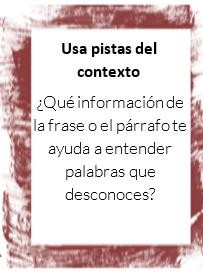 Usa pistas del
contexto
¿Qué información de
la frase o el párrafo te
ayuda a entender
palabras que
desconoces?